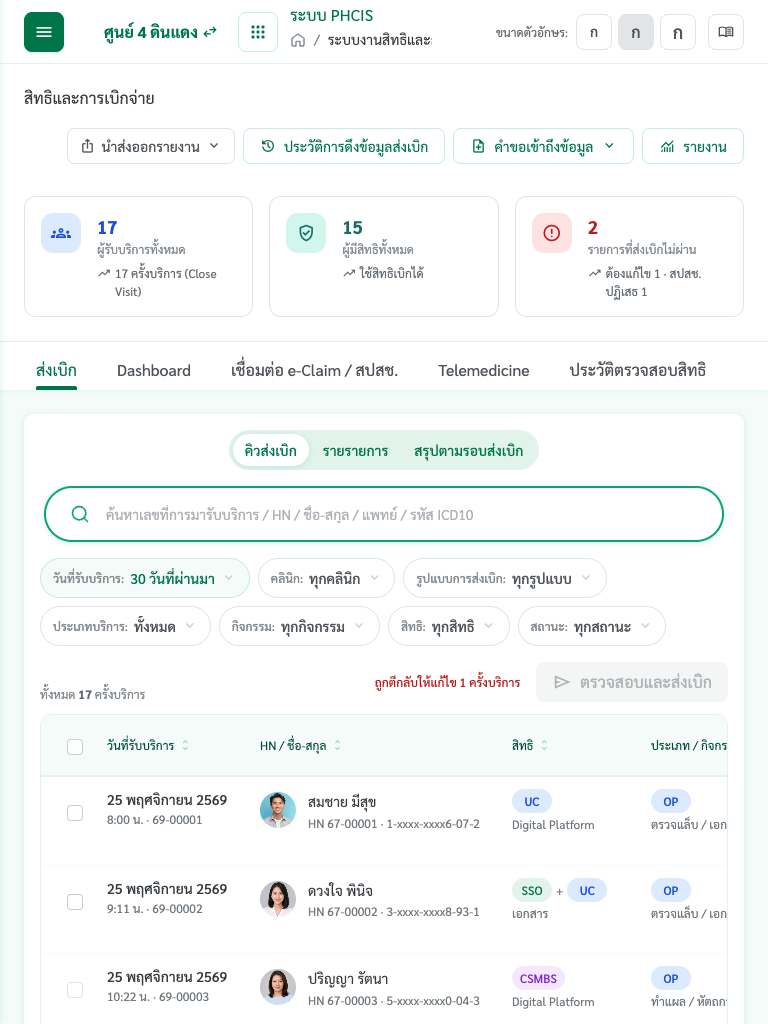 ศูนย์ 4 ดินแดง
ระบบ PHCIS
/ ระบบงานสิทธิและ
ขนาดตัวอักษร: ก ก ก
สิทธิและการเบิกจ่าย
นำส่งออกรายงาน
ประวัติการดึงข้อมูลส่งเบิก
คำขอเข้าถึงข้อมูล
รายงาน
17
ผู้รับบริการทั้งหมด
17 ครั้งบริการ (Close
Visit)
15
ผู้มีสิทธิทั้งหมด
ใช้สิทธิเบิกได้
2
รายการที่ส่งเบิกไม่ผ่าน
ต้องแก้ไข 1 · สปสช.
ปฏิเสธ 1
ส่งเบิก
Dashboard
เชื่อมต่อ e-Claim / สปสช.
Telemedicine
ประวัติตรวจสอบสิทธิ
คิวส่งเบิก
รายรายการ
สรุปตามรอบส่งเบิก
ค้นหาเลขที่การมารับบริการ / HN / ชื่อ-สกุล / แพทย์ / รหัส ICD10
วันที่รับบริการ: 30 วันที่ผ่านมา
คลินิก: ทุกคลินิก
รูปแบบการส่งเบิก: ทุกรูปแบบ
ประเภทบริการ: ทั้งหมด
กิจกรรม: ทุกกิจกรรม
สิทธิ: ทุกสิทธิ
สถานะ: ทุกสถานะ
ทั้งหมด 17 ครั้งบริการ
ถูกตีกลับให้แก้ไข 1 ครั้งบริการ
ตรวจสอบและส่งเบิก
วันที่รับบริการ
HN / ชื่อ-สกุล
สิทธิ
ประเภท / กิจกร
25 พฤศจิกายน 2569
8:00 น. · 69-00001
สมชาย มีสุข
HN 67-00001 · 1-xxxx-xxxx6-07-2
UC
Digital Platform
OP
ตรวจแล็บ / เอก
25 พฤศจิกายน 2569
9:11 น. · 69-00002
ดวงใจ พินิจ
HN 67-00002 · 3-xxxx-xxxx8-93-1
SSO + UC
เอกสาร
OP
ตรวจแล็บ / เอก
25 พฤศจิกายน 2569
10:22 น. · 69-00003
ปริญญา รัตนา
HN 67-00003 · 5-xxxx-xxxx0-04-3
CSMBS
Digital Platform
OP
ทำแผล / หัตถก